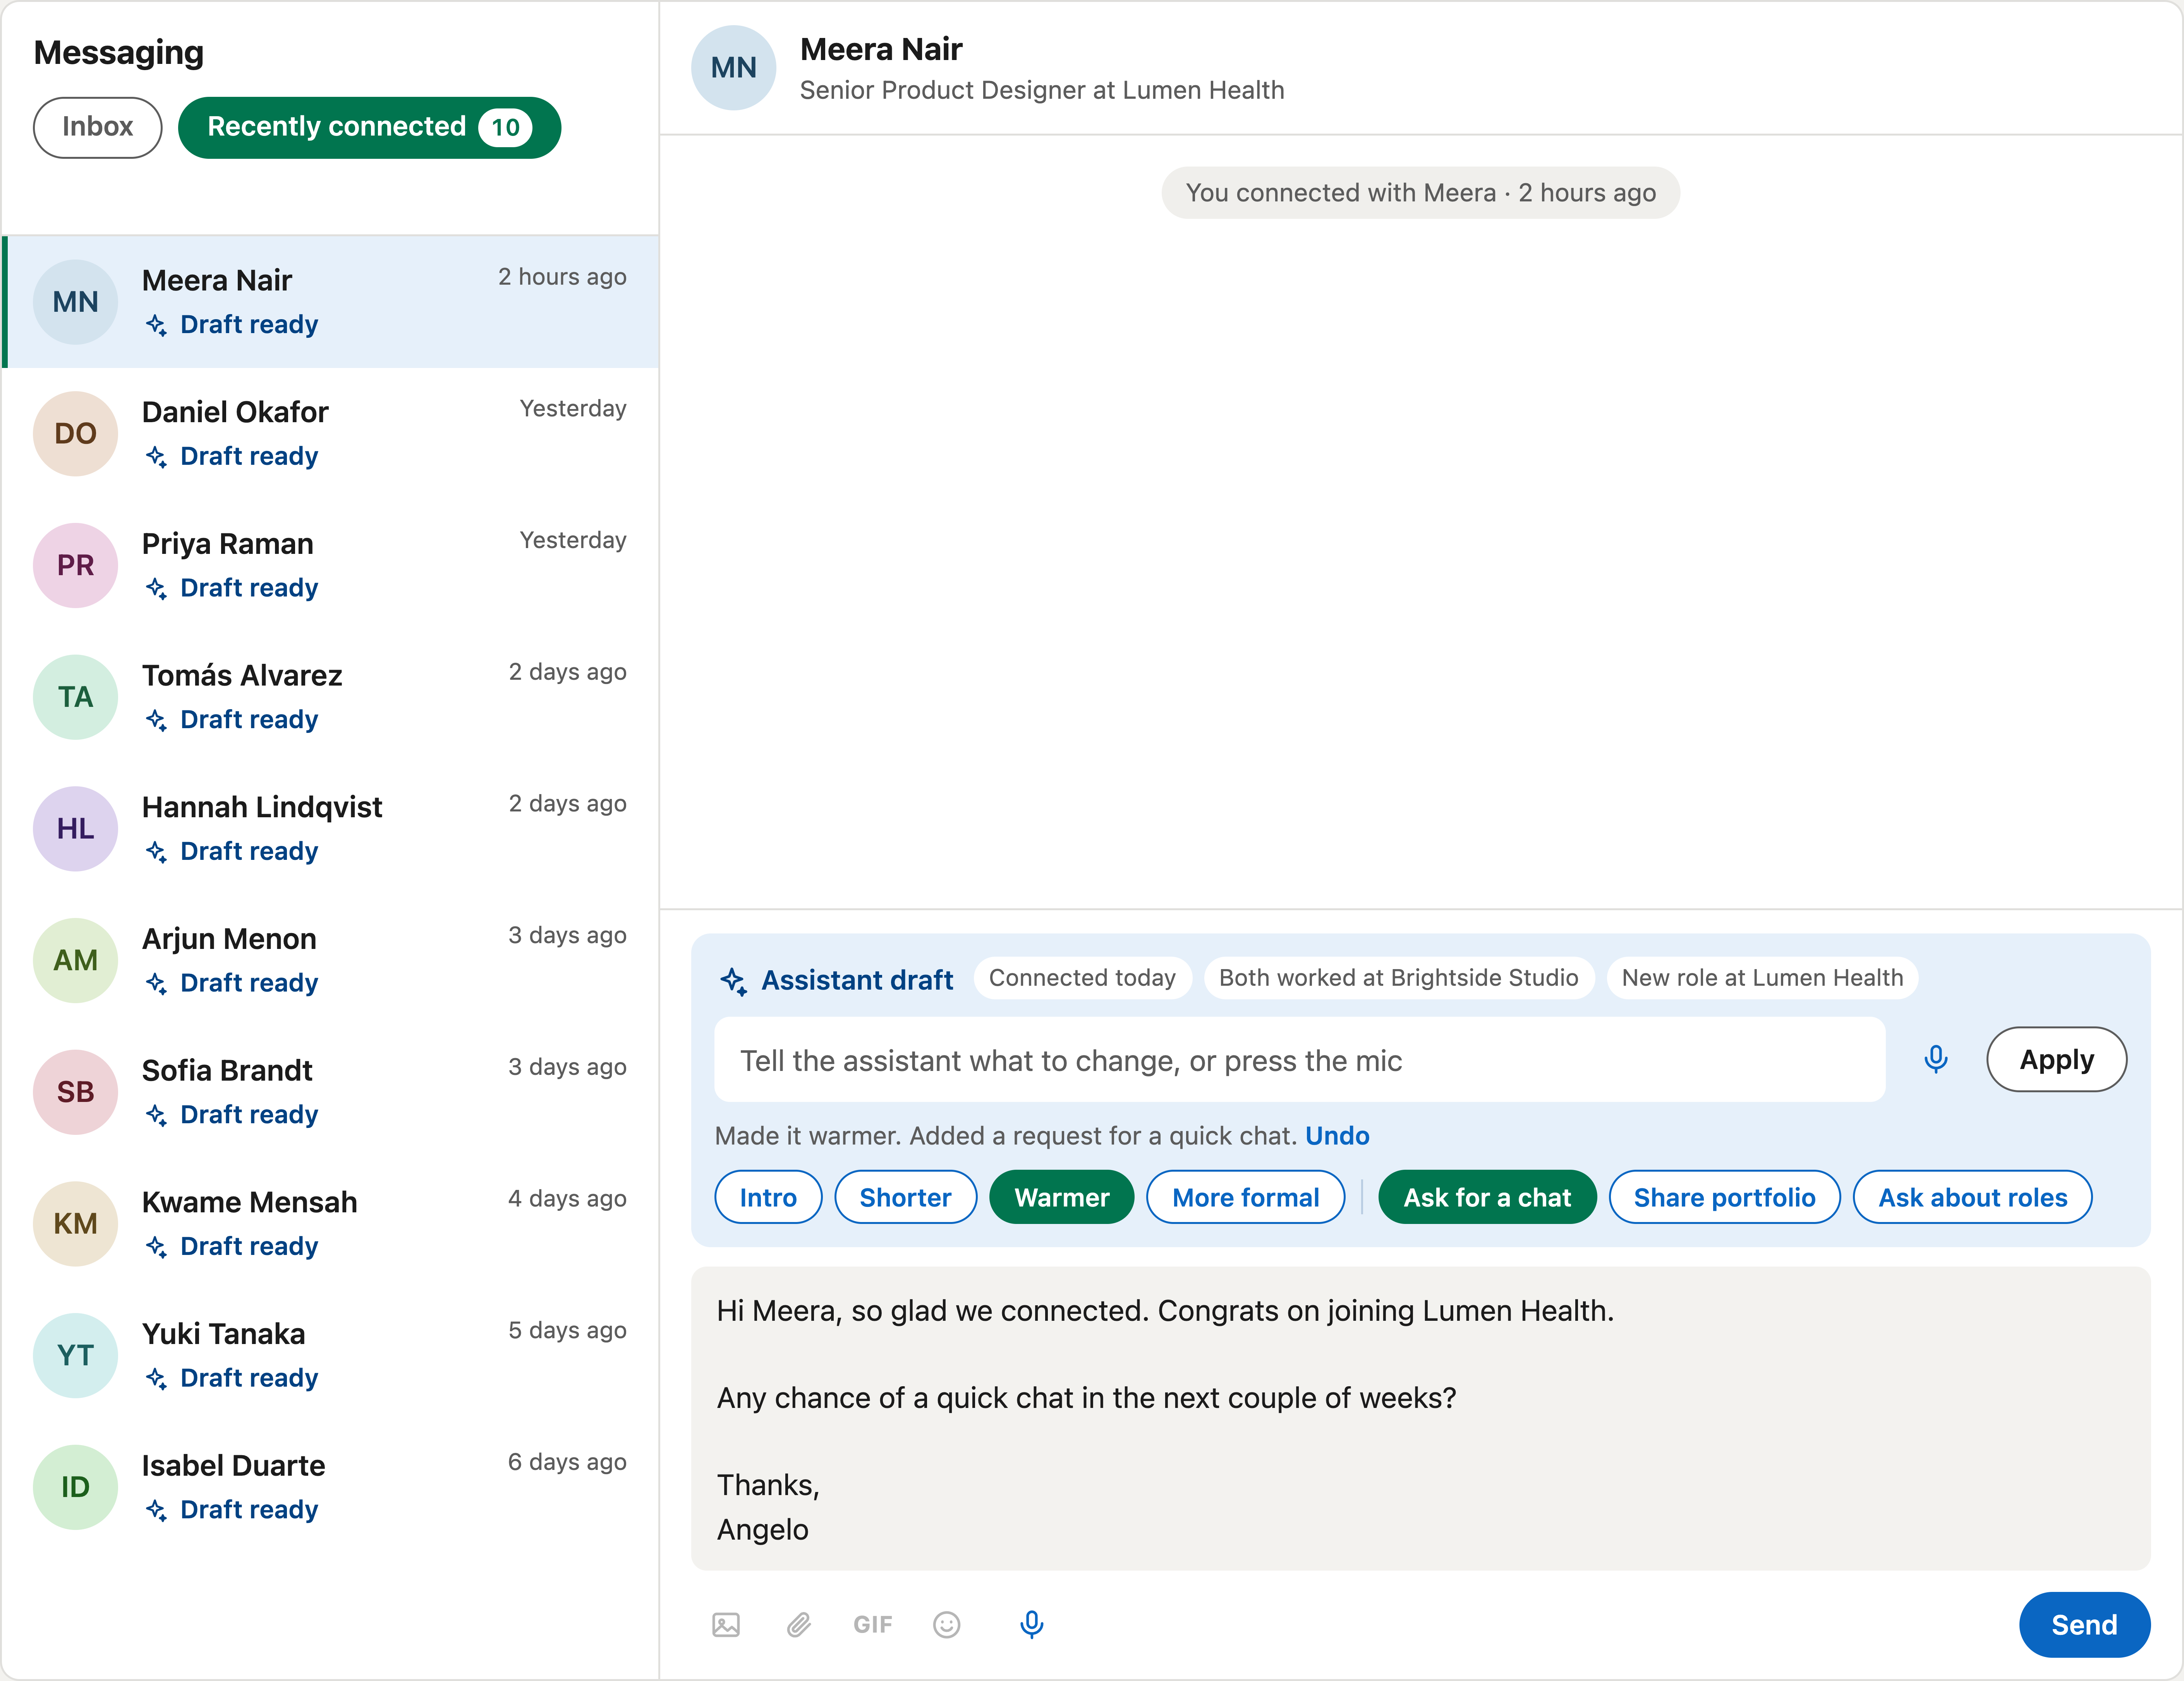 Messaging
Inbox
Recently connected 10
MN
Meera Nair
2 hours ago
Draft ready
DO
Daniel Okafor
Yesterday
Draft ready
PR
Priya Raman
Yesterday
Draft ready
TA
Tomás Alvarez
2 days ago
Draft ready
HL
Hannah Lindqvist
2 days ago
Draft ready
AM
Arjun Menon
3 days ago
Draft ready
SB
Sofia Brandt
3 days ago
Draft ready
KM
Kwame Mensah
4 days ago
Draft ready
YT
Yuki Tanaka
5 days ago
Draft ready
ID
Isabel Duarte
6 days ago
Draft ready
MN
Meera Nair
Senior Product Designer at Lumen Health
You connected with Meera · 2 hours ago
Assistant draft
Connected today
Both worked at Brightside Studio
New role at Lumen Health
Tell the assistant what to change, or press the mic
Apply
Made it warmer. Added a request for a quick chat. Undo
Intro
Shorter
Warmer
More formal
Ask for a chat
Share portfolio
Ask about roles
Hi Meera, so glad we connected. Congrats on joining Lumen Health.
Any chance of a quick chat in the next couple of weeks?
Thanks,
Angelo
GIF
Send